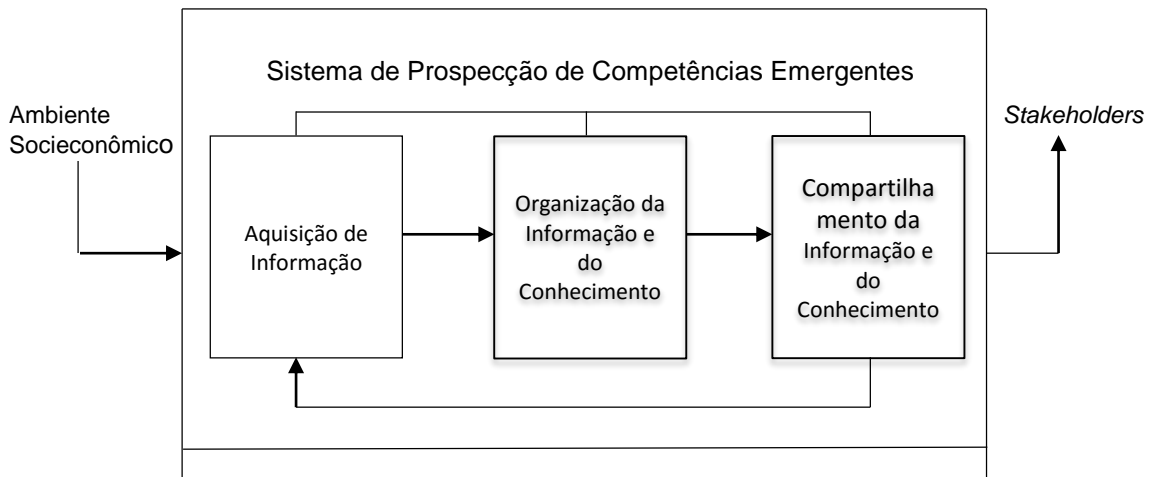 Sistema de Prospecção de Competências Emergentes
Ambiente
Socieconômico
Stakeholders
Aquisição de
Informação
Organização da
Informação e
do
Conhecimento
Compartilha
mento da
Informação e
do
Conhecimento